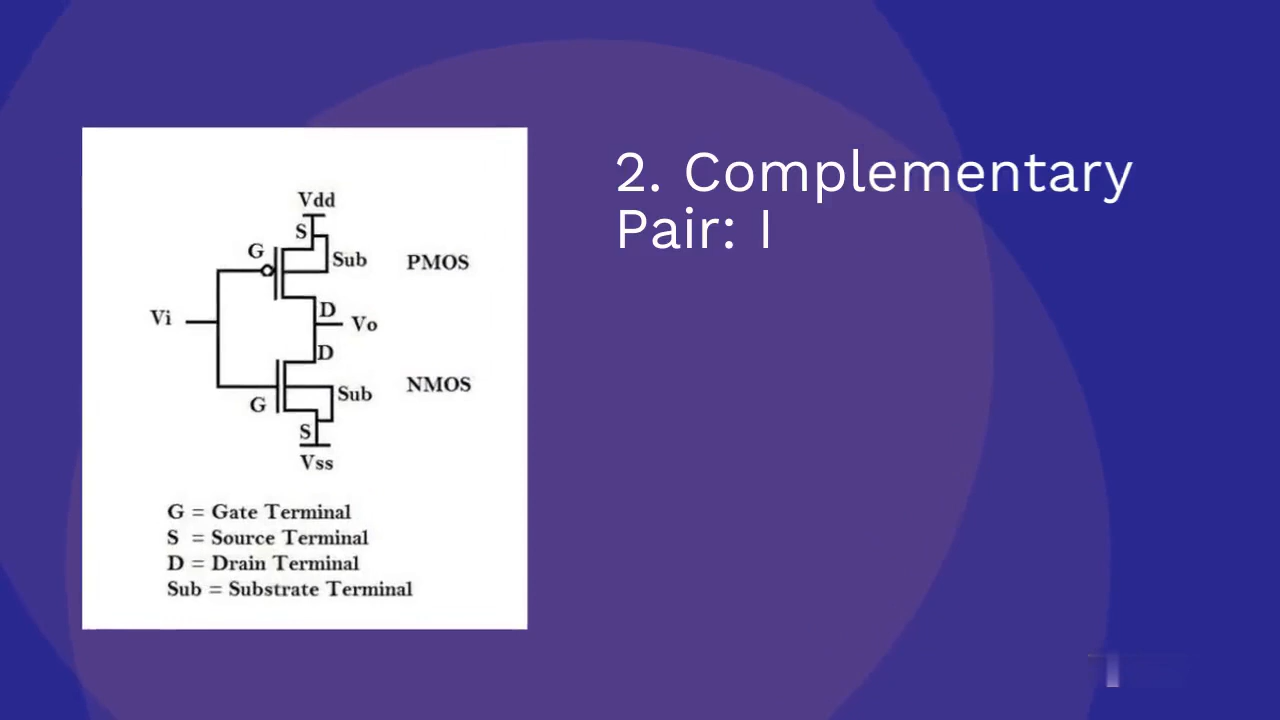 2. Complementary
Pair: I
Vdd
S
G
Sub
PMOS
D
Vi
Vo
D
NMOS
Sub
G
S
Vss
G = Gate Terminal
S = Source Terminal
D = Drain Terminal
Sub = Substrate Terminal